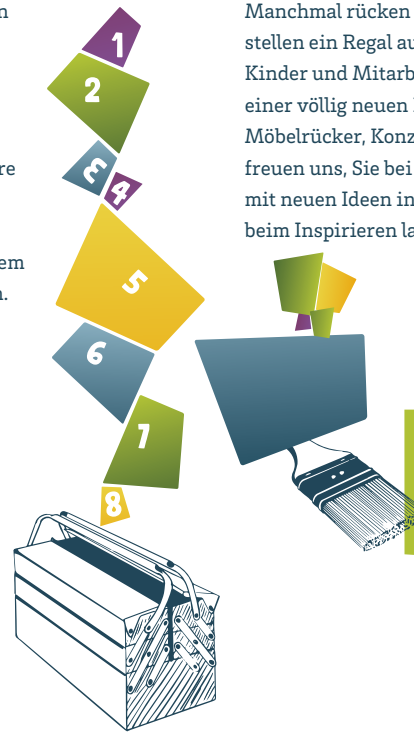 n
re
em
n.
1
2
3
4
5
6
7
8
Manchmal rücken
stellen ein Regal au
Kinder und Mitarb
einer völlig neuen
Möbelrücker, Konz
freuen uns, Sie bei
mit neuen Ideen in
beim Inspirieren la